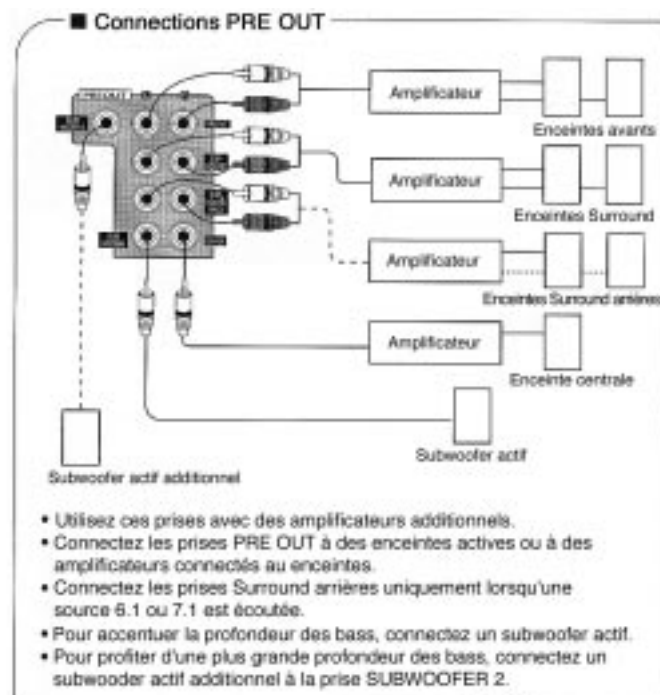 ■ Connections PRE OUT
PRE OUT
Amplificateur
Enceintes avants
Amplificateur
Enceintes Surround
Amplificateur
Enceintes Surround arrières
Amplificateur
Enceinte centrale
Subwoofer actif
Subwoofer actif additionnel
• Utilisez ces prises avec des amplificateurs additionnels.
• Connectez les prises PRE OUT à des enceintes actives ou à des
amplificateurs connectés au enceintes.
• Connectez les prises Surround arrières uniquement lorsqu'une
source 6.1 ou 7.1 est écoutée.
• Pour accentuer la profondeur des bass, connectez un subwoofer actif.
• Pour profiter d'une plus grande profondeur des bass, connectez un
subwooder actif additionnel à la prise SUBWOOFER 2.